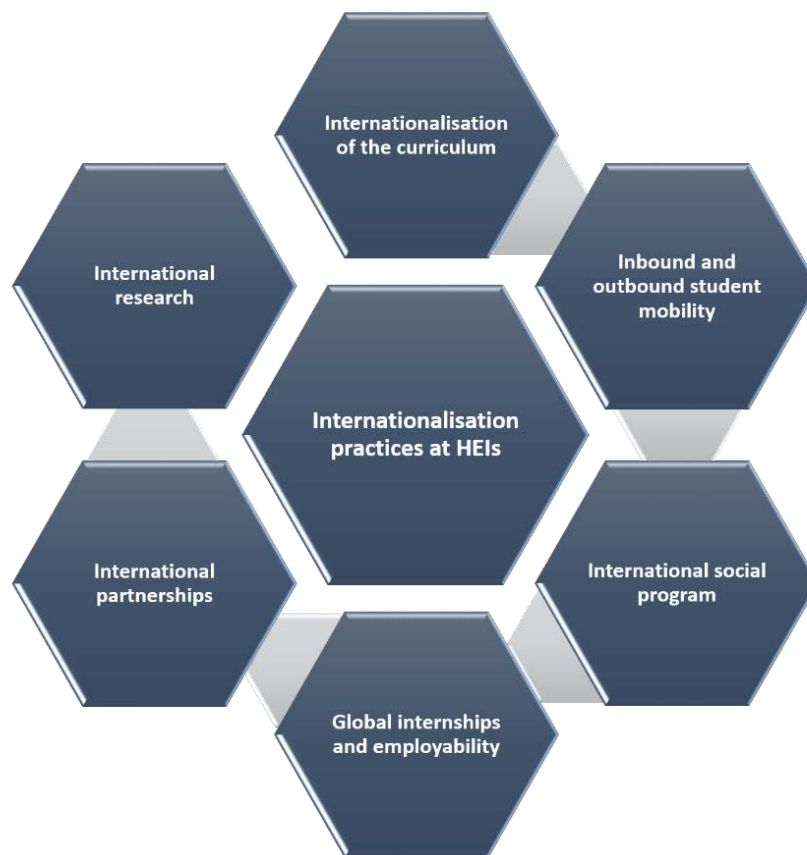 Internationalisation
of the curriculum
Inbound and
outbound student
mobility
International social
program
Global internships
and employability
International
partnerships
International
research
Internationalisation
practices at HEIs